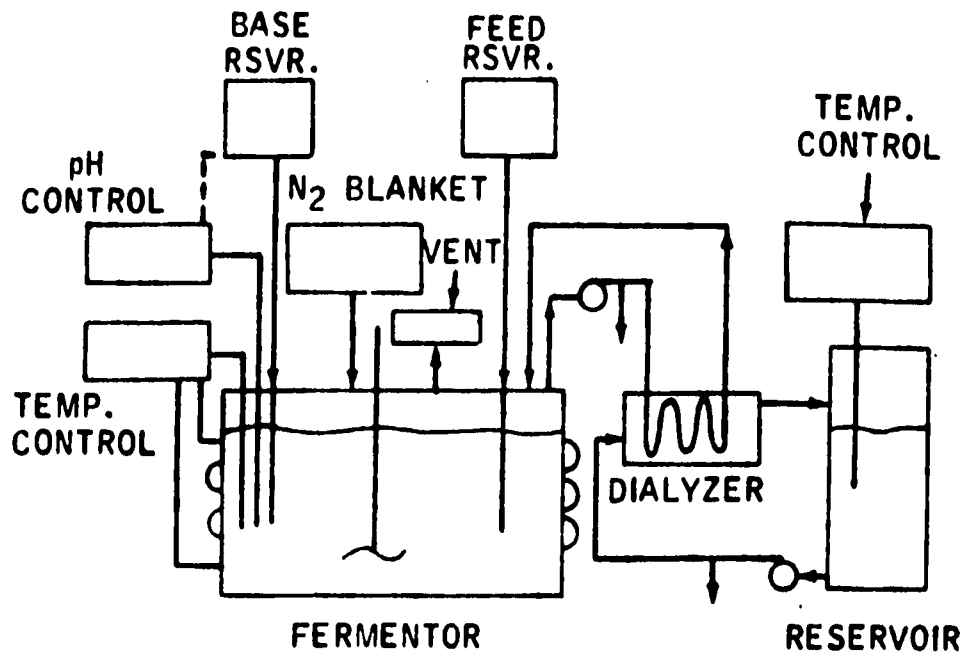 BASE
RSVR.
FEED
RSVR.
TEMP.
CONTROL
pH
CONTROL
N2 BLANKET
VENT
TEMP.
CONTROL
DIALYZER
FERMENTOR
RESERVOIR